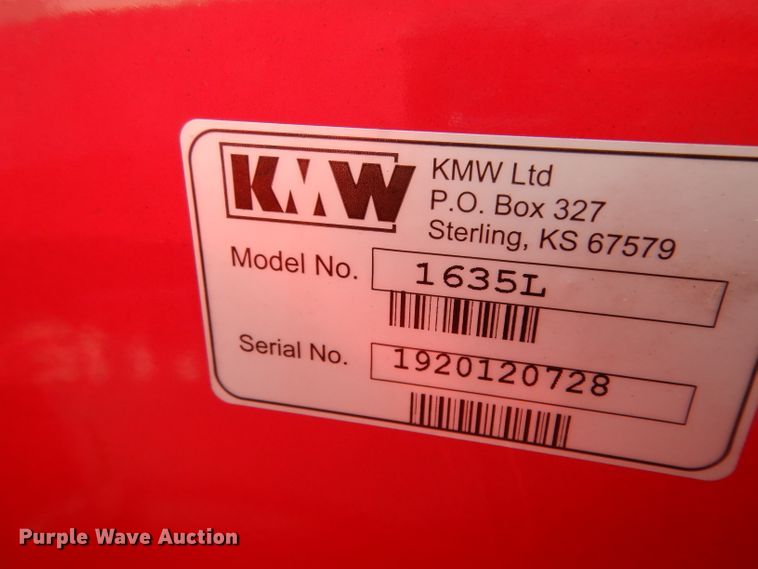 KMW
KMW Ltd
P.O. Box 327
Sterling, KS 67579
Model No. 1635L
Serial No. 1920120728
Purple Wave Auction